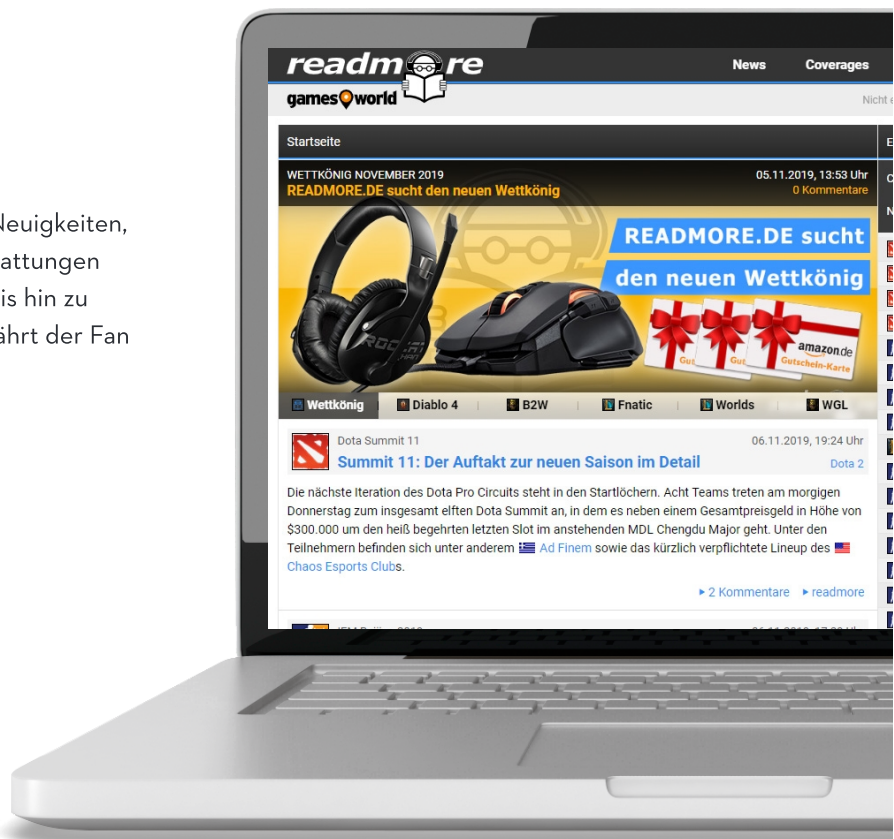 Neuigkeiten,
is hin zu
der Fan
readmore
News Coverages
gamesworld
Nicht
Startseite
WETTKÖNIG NOVEMBER 2019 05.11.2019, 13:53 Uhr
READMORE.DE sucht den neuen Wettkönig 0 Kommentare
READMORE.DE sucht
den neuen Wettkönig
amazon.de
Gutschein-Karte
Wettkönig Diablo 4 B2W Fnatic Worlds WGL
Dota Summit 11 06.11.2019, 19:24 Uhr
Summit 11: Der Auftakt zur neuen Saison im Detail Dota 2
Die nächste Iteration des Dota Pro Circuits steht in den Startlöchern. Acht Teams treten am morgigen
Donnerstag zum insgesamt elften Dota Summit an, in dem es neben einem Gesamtpreisgeld in Höhe von
$300.000 um den heiß begehrten letzten Slot im anstehenden MDL Chengdu Major geht. Unter den
Teilnehmern befinden sich unter anderem Ad Finem sowie das kürzlich verpflichtete Lineup des
Chaos Esports Clubs.
2 Kommentare readmore